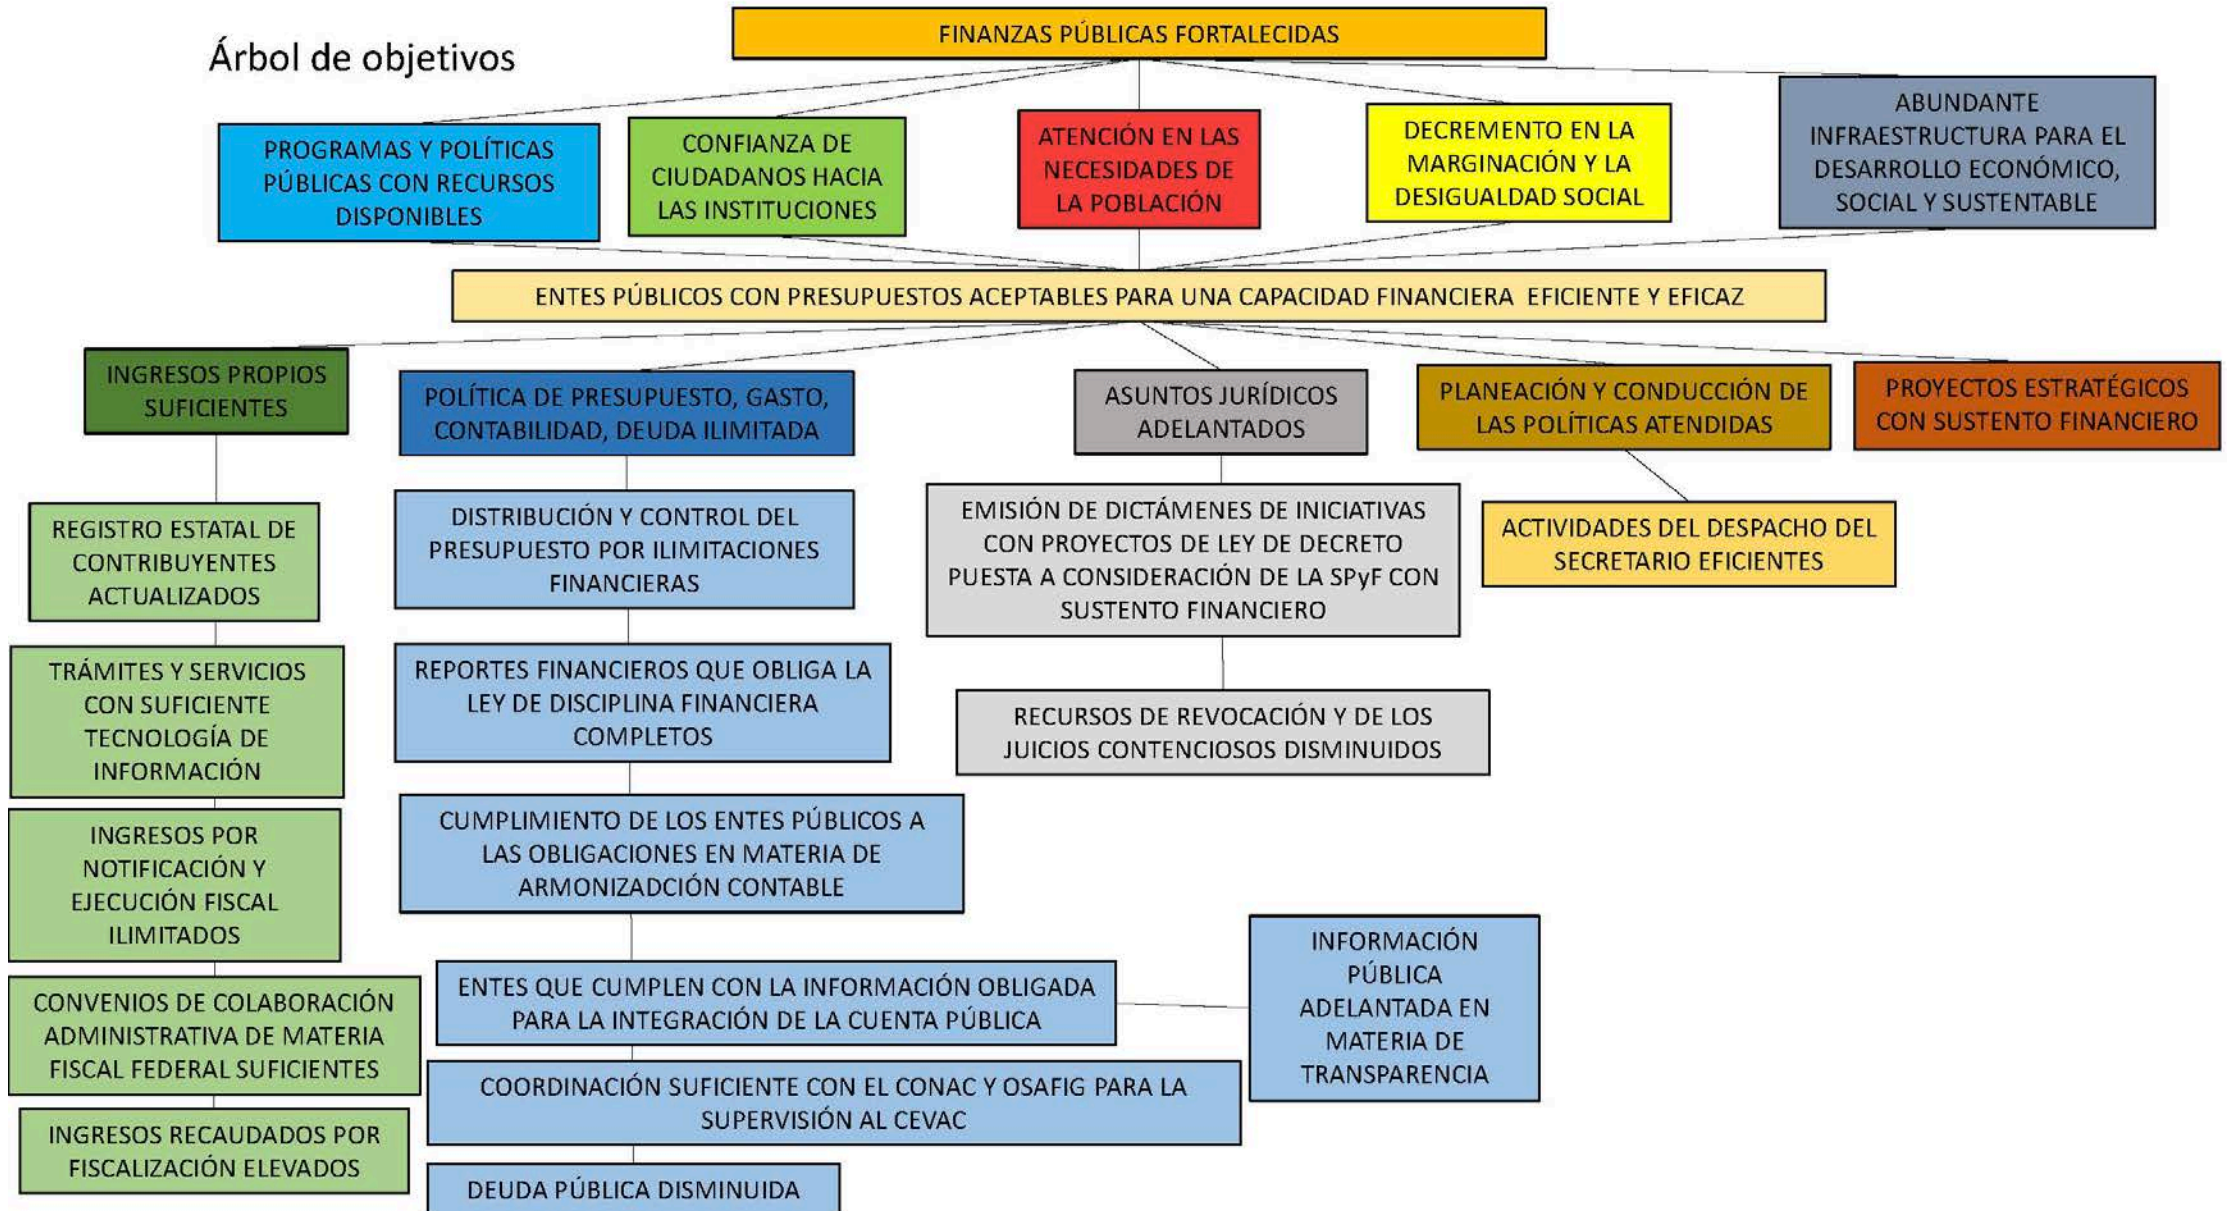 Árbol de objetivos
FINANZAS PÚBLICAS FORTALECIDAS
PROGRAMAS Y POLÍTICAS
PÚBLICAS CON RECURSOS
DISPONIBLES
CONFIANZA DE
CIUDADANOS HACIA
LAS INSTITUCIONES
ATENCIÓN EN LAS
NECESIDADES DE
LA POBLACIÓN
DECREMENTO EN LA
MARGINACIÓN Y LA
DESIGUALDAD SOCIAL
ABUNDANTE
INFRAESTRUCTURA PARA EL
DESARROLLO ECONÓMICO,
SOCIAL Y SUSTENTABLE
ENTES PÚBLICOS CON PRESUPUESTOS ACEPTABLES PARA UNA CAPACIDAD FINANCIERA EFICIENTE Y EFICAZ
INGRESOS PROPIOS
SUFICIENTES
POLÍTICA DE PRESUPUESTO, GASTO,
CONTABILIDAD, DEUDA ILIMITADA
ASUNTOS JURÍDICOS
ADELANTADOS
PLANEACIÓN Y CONDUCCIÓN DE
LAS POLÍTICAS ATENDIDAS
PROYECTOS ESTRATÉGICOS
CON SUSTENTO FINANCIERO
REGISTRO ESTATAL DE
CONTRIBUYENTES
ACTUALIZADOS
TRÁMITES Y SERVICIOS
CON SUFICIENTE
TECNOLOGÍA DE
INFORMACIÓN
INGRESOS POR
NOTIFICACIÓN Y
EJECUCIÓN FISCAL
ILIMITADOS
CONVENIOS DE COLABORACIÓN
ADMINISTRATIVA DE MATERIA
FISCAL FEDERAL SUFICIENTES
INGRESOS RECAUDADOS POR
FISCALIZACIÓN ELEVADOS
DISTRIBUCIÓN Y CONTROL DEL
PRESUPUESTO POR ILIMITACIONES
FINANCIERAS
REPORTES FINANCIEROS QUE OBLIGA LA
LEY DE DISCIPLINA FINANCIERA
COMPLETOS
CUMPLIMIENTO DE LOS ENTES PÚBLICOS A
LAS OBLIGACIONES EN MATERIA DE
ARMONIZADCIÓN CONTABLE
ENTES QUE CUMPLEN CON LA INFORMACIÓN OBLIGADA
PARA LA INTEGRACIÓN DE LA CUENTA PÚBLICA
COORDINACIÓN SUFICIENTE CON EL CONAC Y OSAFIG PARA LA
SUPERVISIÓN AL CEVAC
DEUDA PÚBLICA DISMINUIDA
INFORMACIÓN
PÚBLICA
ADELANTADA EN
MATERIA DE
TRANSPARENCIA
EMISIÓN DE DICTÁMENES DE INICIATIVAS
CON PROYECTOS DE LEY DE DECRETO
PUESTA A CONSIDERACIÓN DE LA SPyF CON
SUSTENTO FINANCIERO
RECURSOS DE REVOCACIÓN Y DE LOS
JUICIOS CONTENCIOSOS DISMINUIDOS
ACTIVIDADES DEL DESPACHO DEL
SECRETARIO EFICIENTES